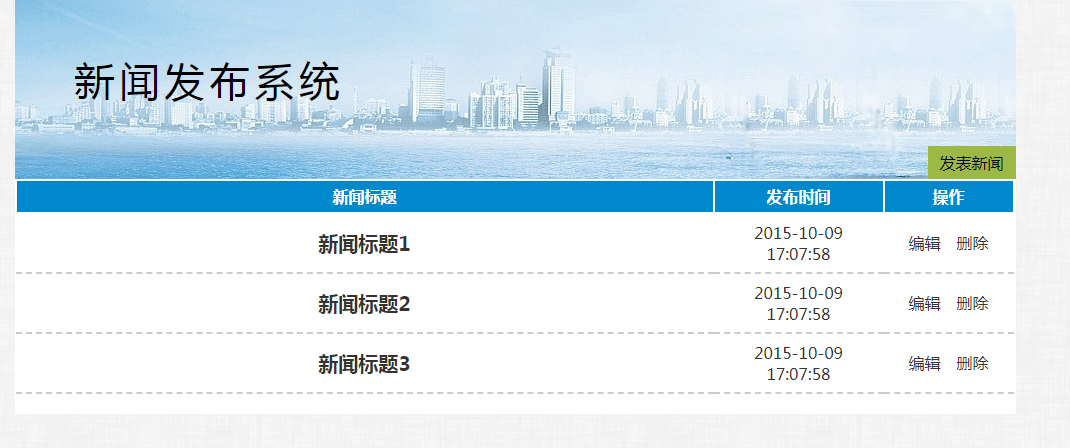 新闻发布系统
发表新闻
新闻标题 发布时间 操作
新闻标题1 2015-10-09 17:07:58 编辑 删除
新闻标题2 2015-10-09 17:07:58 编辑 删除
新闻标题3 2015-10-09 17:07:58 编辑 删除